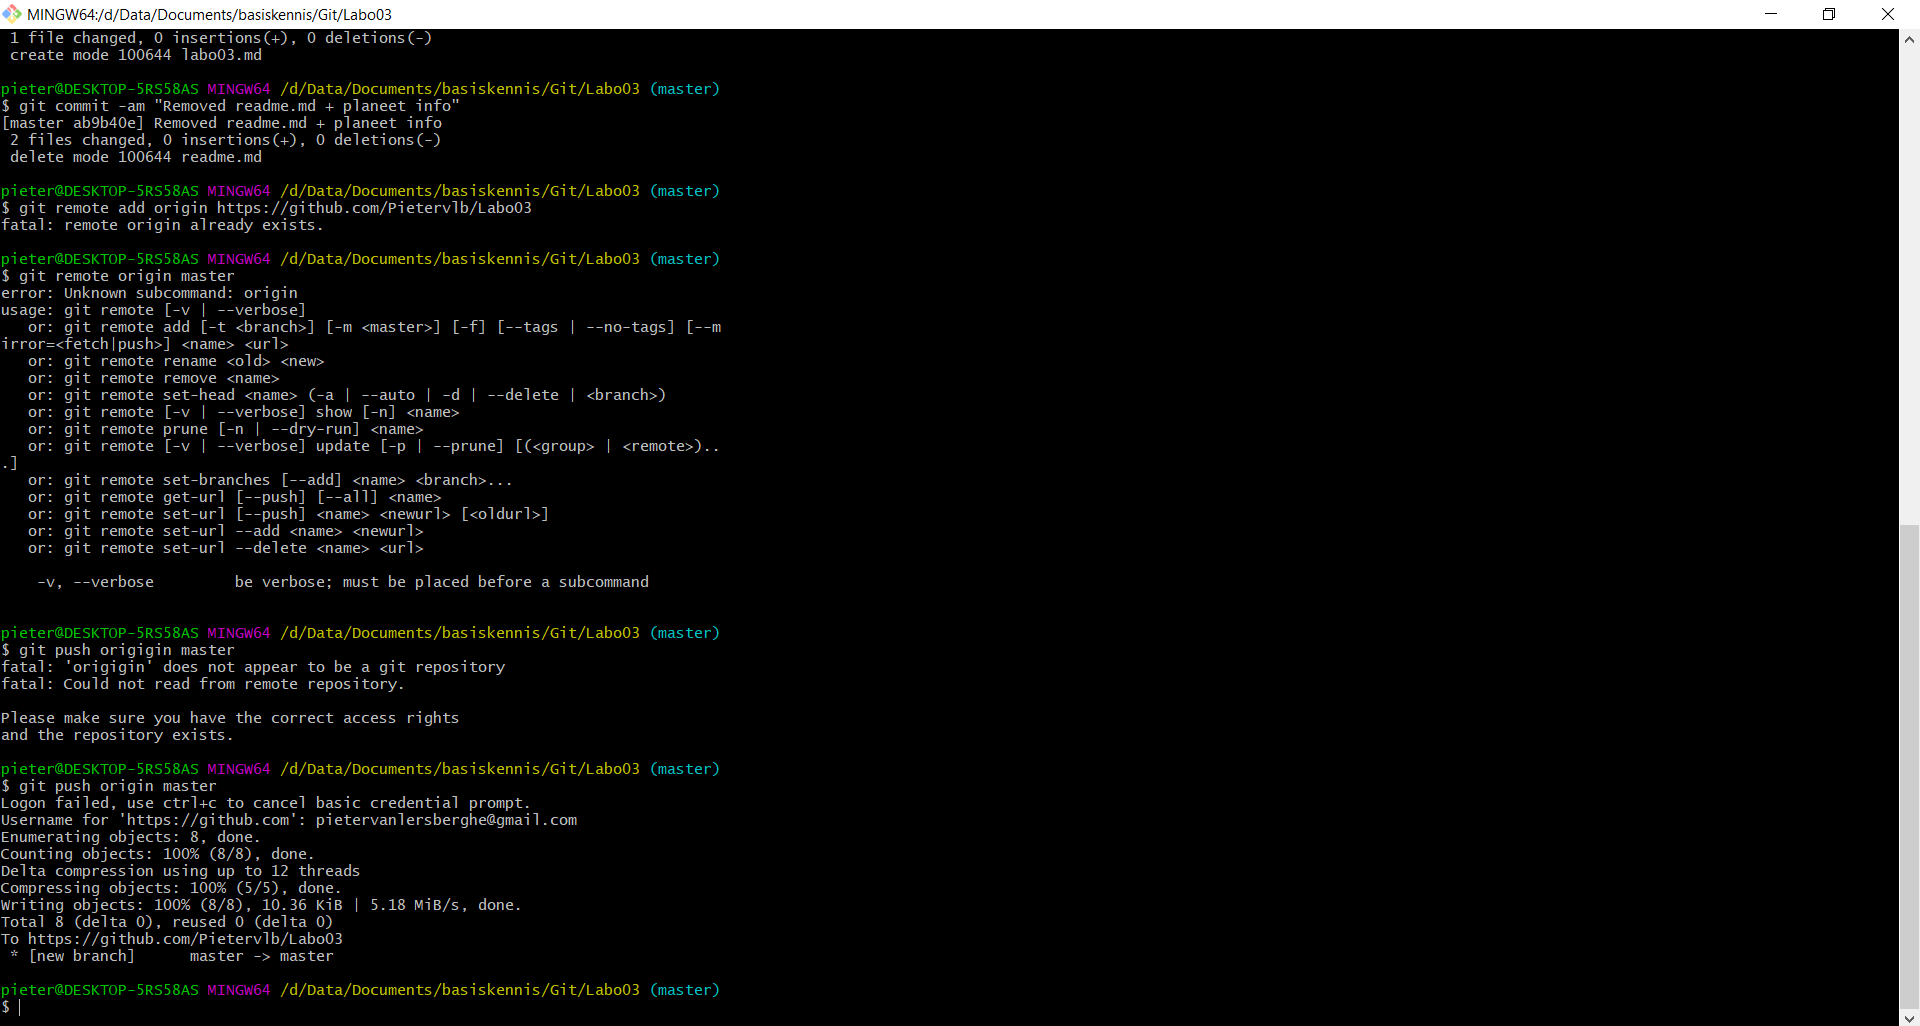 MINGW64:/d/Data/Documents/basiskennis/Git/Labo03
1 file changed, 0 insertions(+), 0 deletions(-)
create mode 100644 labo03.md
pieter@DESKTOP-5RS58AS MINGW64 /d/Data/Documents/basiskennis/Git/Labo03 (master)
$ git commit -am "Removed readme.md + planeet info"
[master ab9b40e] Removed readme.md + planeet info
2 files changed, 0 insertions(+), 0 deletions(-)
delete mode 100644 readme.md
pieter@DESKTOP-5RS58AS MINGW64 /d/Data/Documents/basiskennis/Git/Labo03 (master)
$ git remote add origin https://github.com/Pietervlb/Labo03
fatal: remote origin already exists.
pieter@DESKTOP-5RS58AS MINGW64 /d/Data/Documents/basiskennis/Git/Labo03 (master)
$ git remote origin master
error: Unknown subcommand: origin
usage: git remote [-v | --verbose]
or: git remote add [-t <branch>] [-m <master>] [-f] [--tags | --no-tags] [--m
irror=<fetch|push>] <name> <url>
or: git remote rename <old> <new>
or: git remote remove <name>
or: git remote set-head <name> (-a | --auto | -d | --delete | <branch>)
or: git remote [-v | --verbose] show [-n] <name>
or: git remote prune [-n | --dry-run] <name>
or: git remote [-v | --verbose] update [-p | --prune] [(<group> | <remote>)..
.]
or: git remote set-branches [--add] <name> <branch>...
or: git remote get-url [--push] [--all] <name>
or: git remote set-url [--push] <name> <newurl> [<oldurl>]
or: git remote set-url --add <name> <newurl>
or: git remote set-url --delete <name> <url>
-v, --verbose be verbose; must be placed before a subcommand
pieter@DESKTOP-5RS58AS MINGW64 /d/Data/Documents/basiskennis/Git/Labo03 (master)
$ git push origigin master
fatal: 'origigin' does not appear to be a git repository
fatal: Could not read from remote repository.
Please make sure you have the correct access rights
and the repository exists.
pieter@DESKTOP-5RS58AS MINGW64 /d/Data/Documents/basiskennis/Git/Labo03 (master)
$ git push origin master
Logon failed, use ctrl+c to cancel basic credential prompt.
Username for 'https://github.com': pietervanlersberghe@gmail.com
Enumerating objects: 8, done.
Counting objects: 100% (8/8), done.
Delta compression using up to 12 threads
Compressing objects: 100% (5/5), done.
Writing objects: 100% (8/8), 10.36 KiB | 5.18 MiB/s, done.
Total 8 (delta 0), reused 0 (delta 0)
To https://github.com/Pietervlb/Labo03
* [new branch] master -> master
pieter@DESKTOP-5RS58AS MINGW64 /d/Data/Documents/basiskennis/Git/Labo03 (master)
$